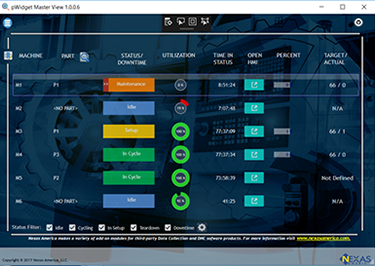 pWidget Master View 1.0.0.6
MACHINE PART STATUS/ DOWNTIME UTILIZATION TIME IN STATUS OPEN HMI PERCENT TARGET/ ACTUAL
M1 P1 Maintenance 0 % 8:51:24 66 / 0
M2 <NO PART> Idle 7:07:48 N/A
M3 P1 Setup 100 % 77:37:09 66 / 1
M4 P3 In Cycle 100 % 77:37:34 66 / 0
M5 P2 In Cycle 100 % 73:58:39 Not Defined
M6 <NO PART> Idle 41:25 N/A
Status Filter: Idle Cycling In Setup Teardown Downtime
Nexas America makes a variety of add-on modules for third-party Data Collection and DNC software products. For more information visit www.nexasamerica.com.
Copyright © 2017 Nexas America, LLC
NEXAS